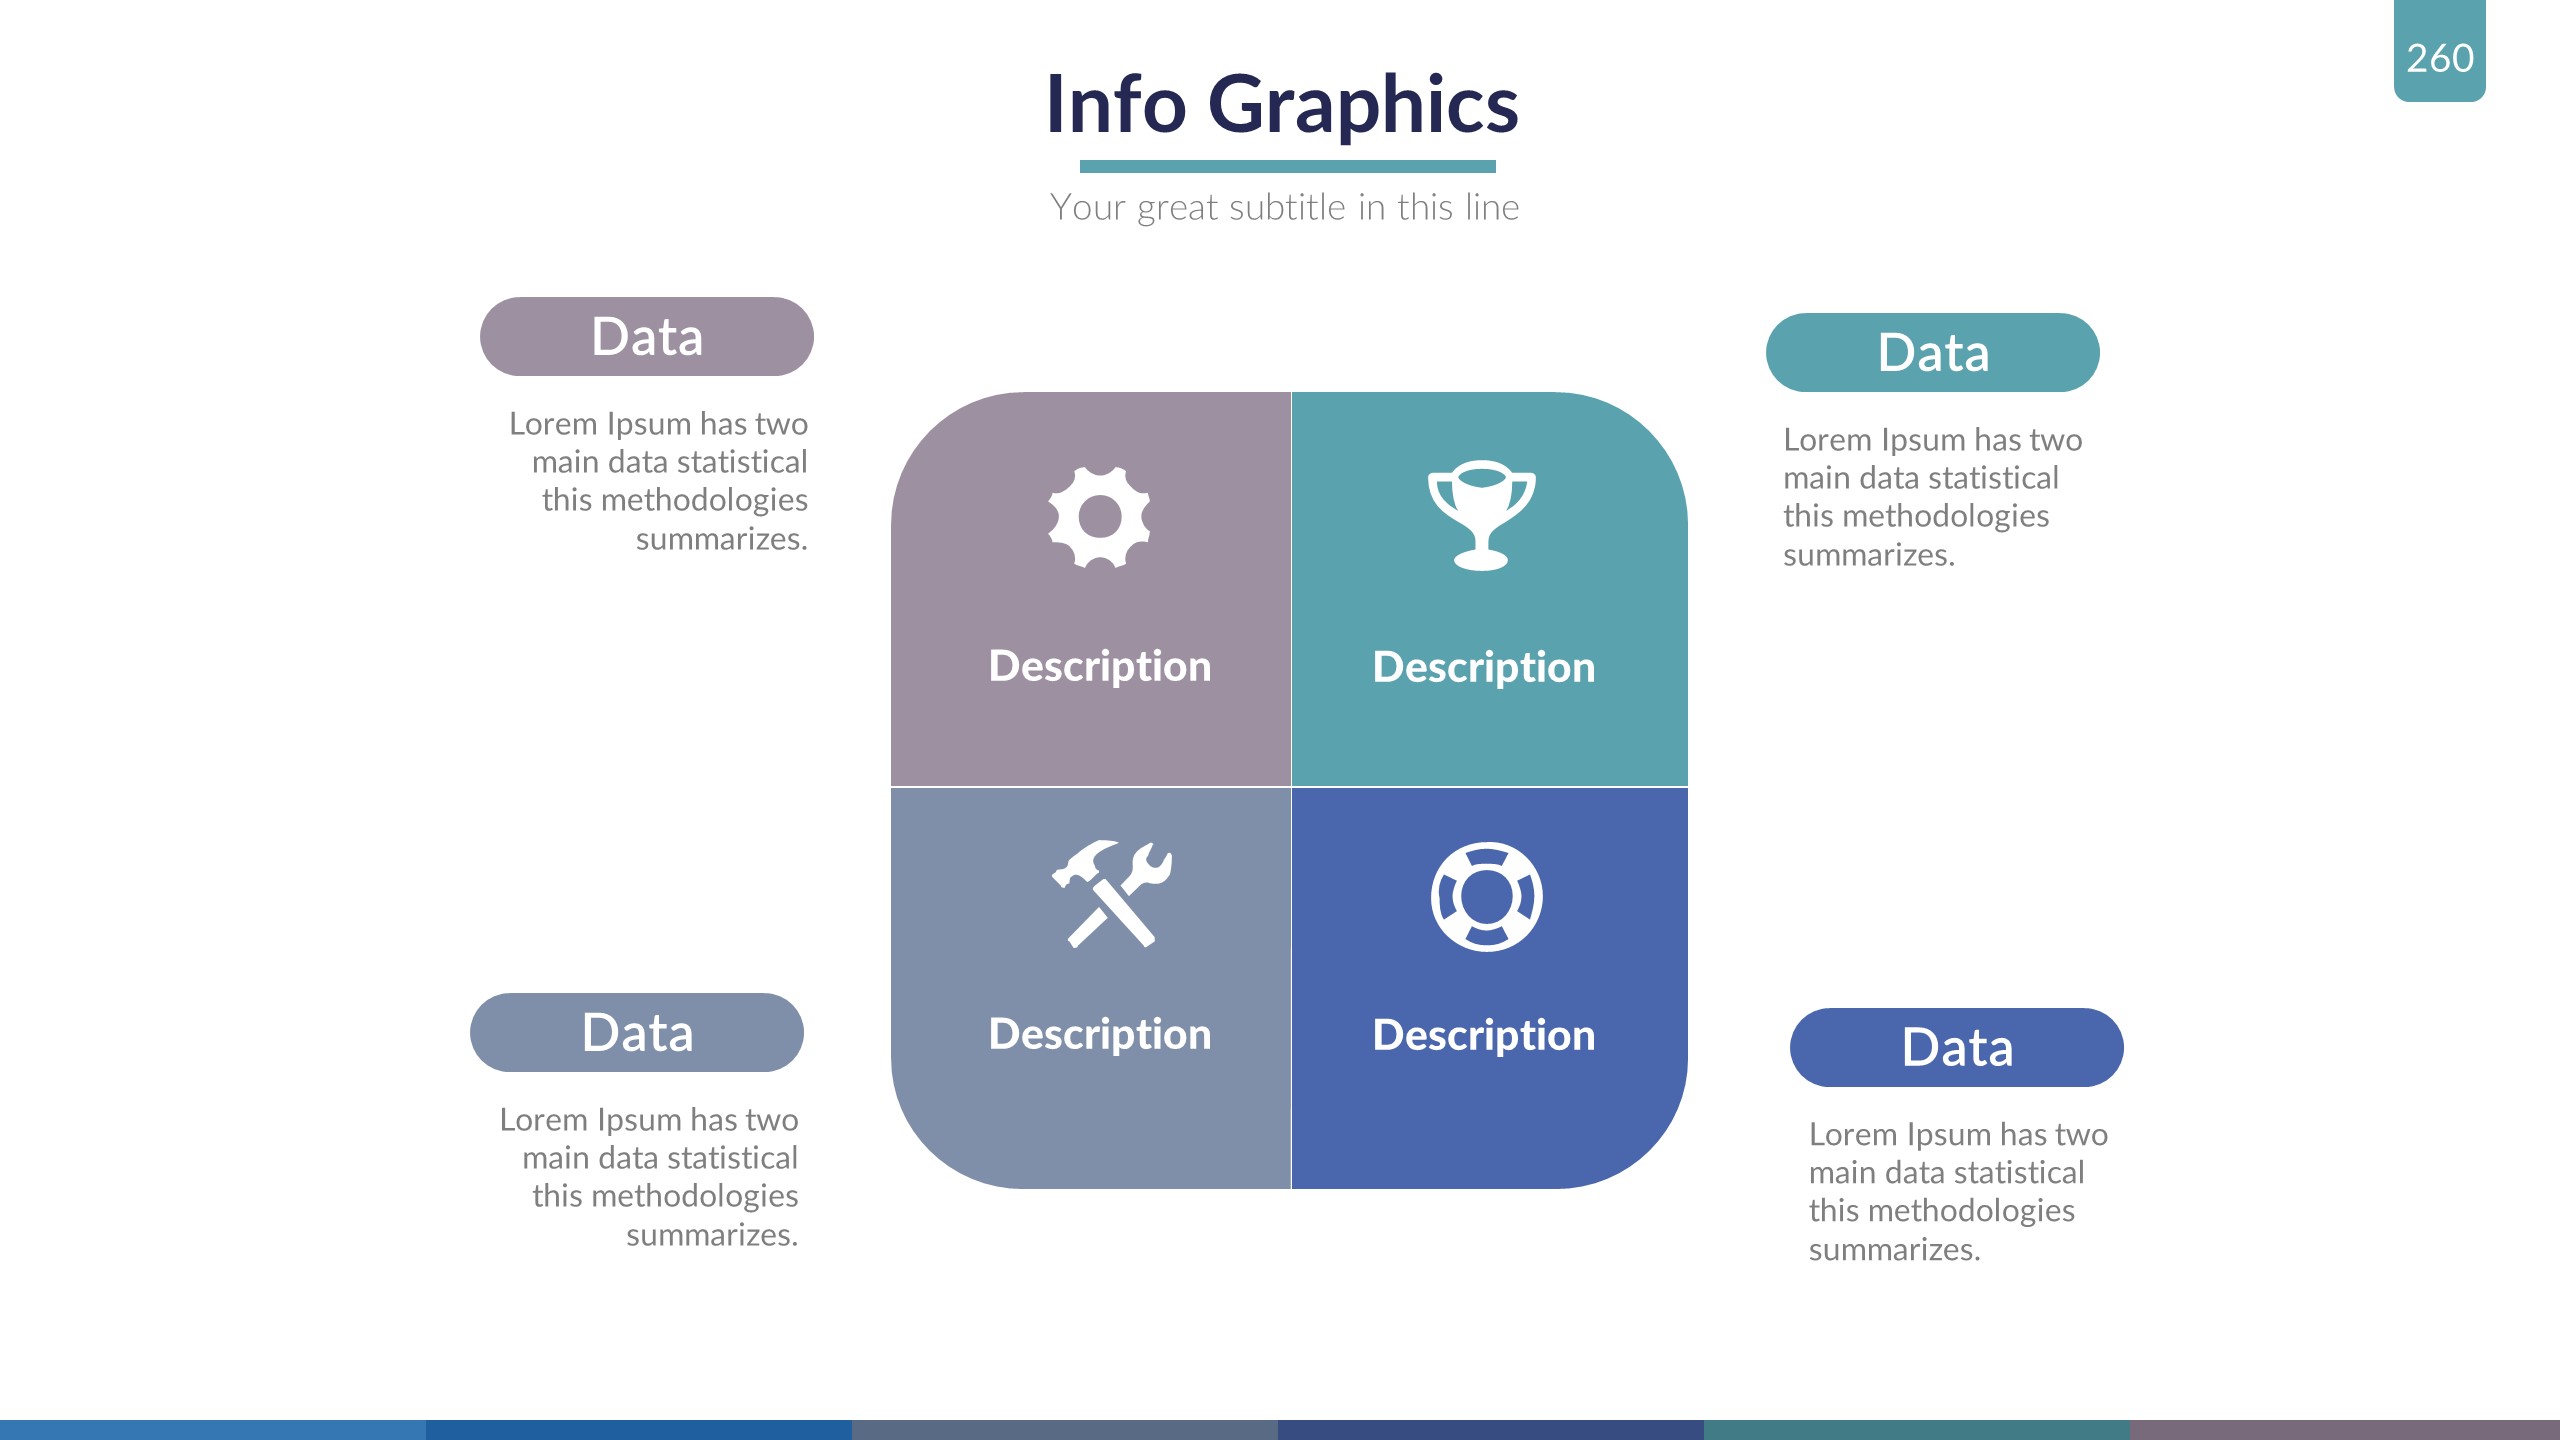 260
Info Graphics
Your great subtitle in this line
Data
Lorem Ipsum has two
main data statistical
this methodologies
summarizes.
Data
Lorem Ipsum has two
main data statistical
this methodologies
summarizes.
Description
Description
Description
Description
Data
Lorem Ipsum has two
main data statistical
this methodologies
summarizes.
Data
Lorem Ipsum has two
main data statistical
this methodologies
summarizes.